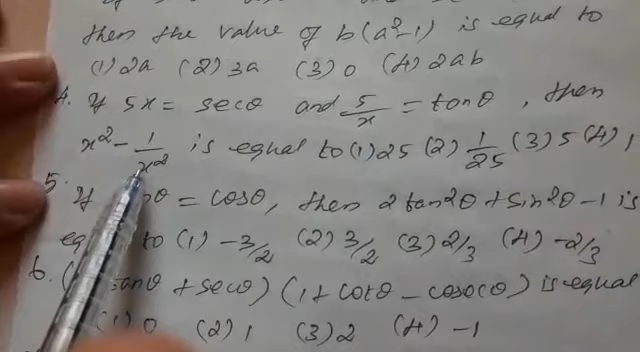 then the value of b(a²-1) is equal to
(1) 2a (2) 3a (3) 0 (4) 2ab
4. If 5x = secθ and 5/x = tanθ, then
x² - 1/x² is equal to (1) 25 (2) 1/25 (3) 5 (4) 1
5. If θ = cosθ, then 2tan²θ + sin²θ - 1 is
to (1) -3/2 (2) 3/2 (3) 2/3 (4) -2/3
6. ( tanθ + secθ) (1 + cotθ - cosecθ) is equal
(1) 0 (2) 1 (3) 2 (4) -1